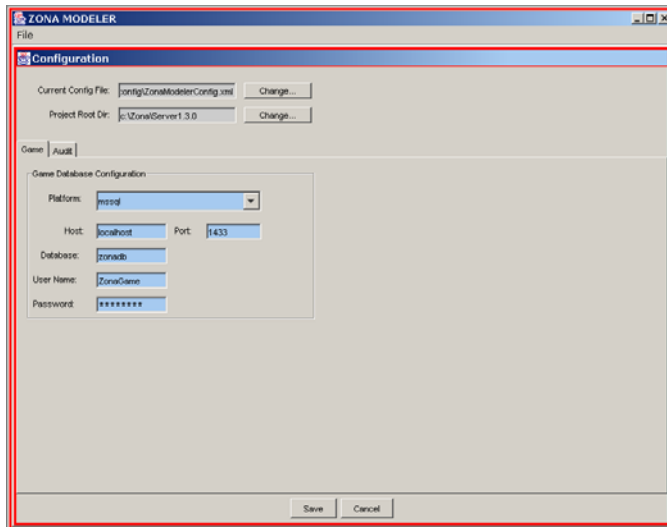 ZONA MODELER
File
Configuration
Current Config File: :onfig\ZonaModelerConfig.xml Change...
Project Root Dir: c:\Zona\Server1.3.0 Change...
Game Audit
Game Database Configuration
Platform: mssql
Host: localhost Port: 1433
Database: zonadb
User Name: ZonaGame
Password: ********
Save Cancel